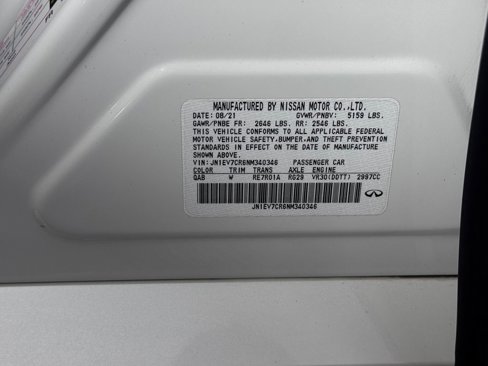 MANUFACTURED BY NISSAN MOTOR CO.,LTD.
DATE: 08/21 GVWR/PNBV: 5159 LBS.
GAWR/PNBE FR: 2646 LBS. RR: 2546 LBS.
THIS VEHICLE CONFORMS TO ALL APPLICABLE FEDERAL
MOTOR VEHICLE SAFETY,BUMPER,AND THEFT PREVENTION
STANDARDS IN EFFECT ON THE DATE OF MANUFACTURE
SHOWN ABOVE.
VIN: JN1EV7CR6NM340346 PASSENGER CAR
COLOR TRIM TRANS AXLE ENGINE
QAB W RE7R01A RG29 VR30(DDTT) 2997CC
JN1EV7CR6NM340346